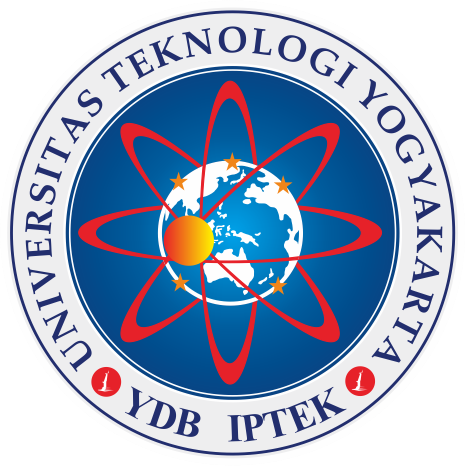 UNIVERSITAS TEKNOLOGI YOGYAKARTA
YDB IPTEK